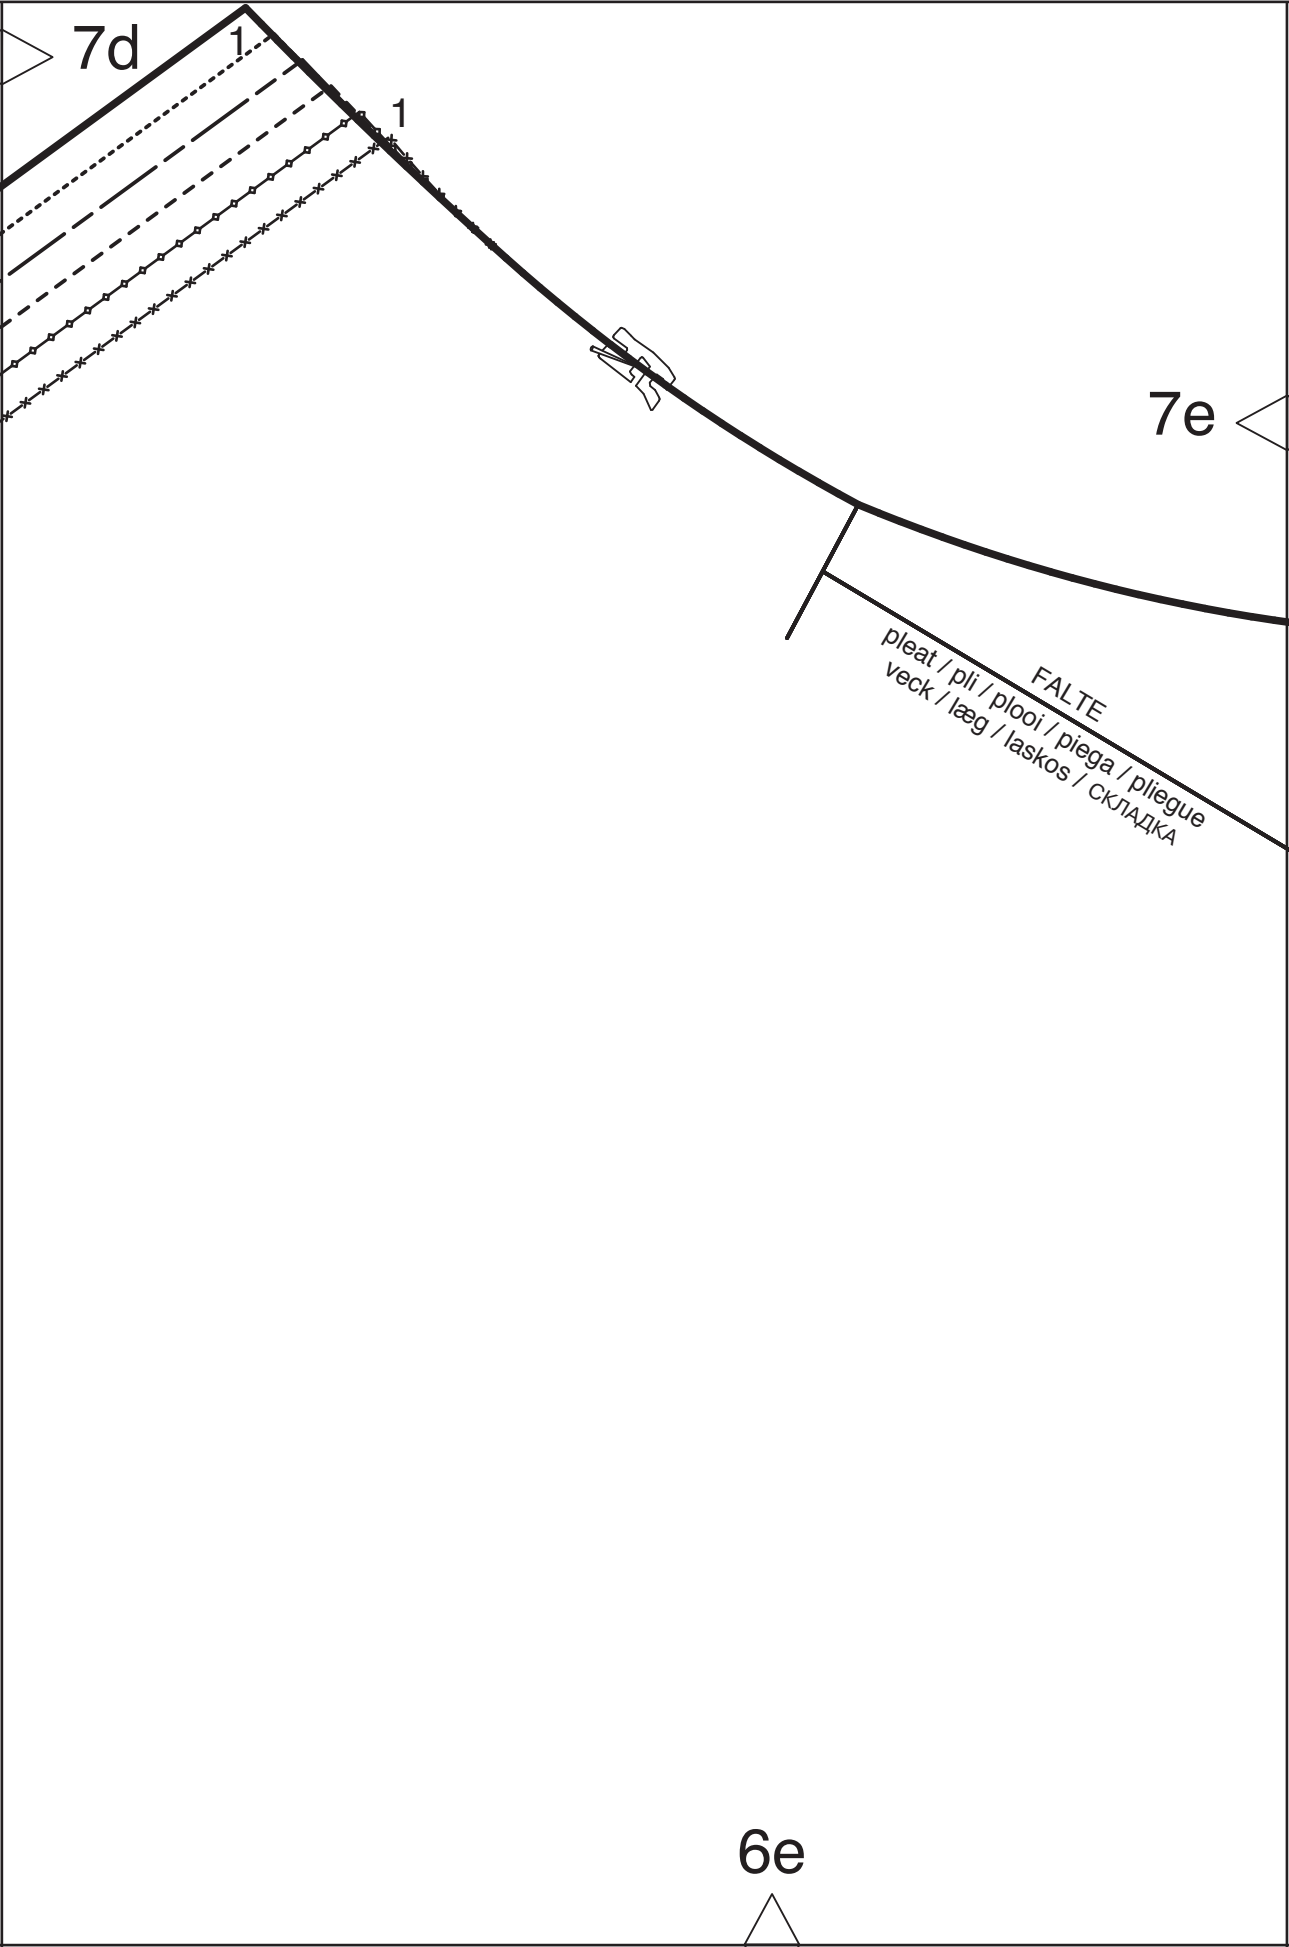 7d
1
1
7e
FALTE
pleat / pli / plooi / piega / pliegue
veck / læg / laskos / СКЛАДКА
6e